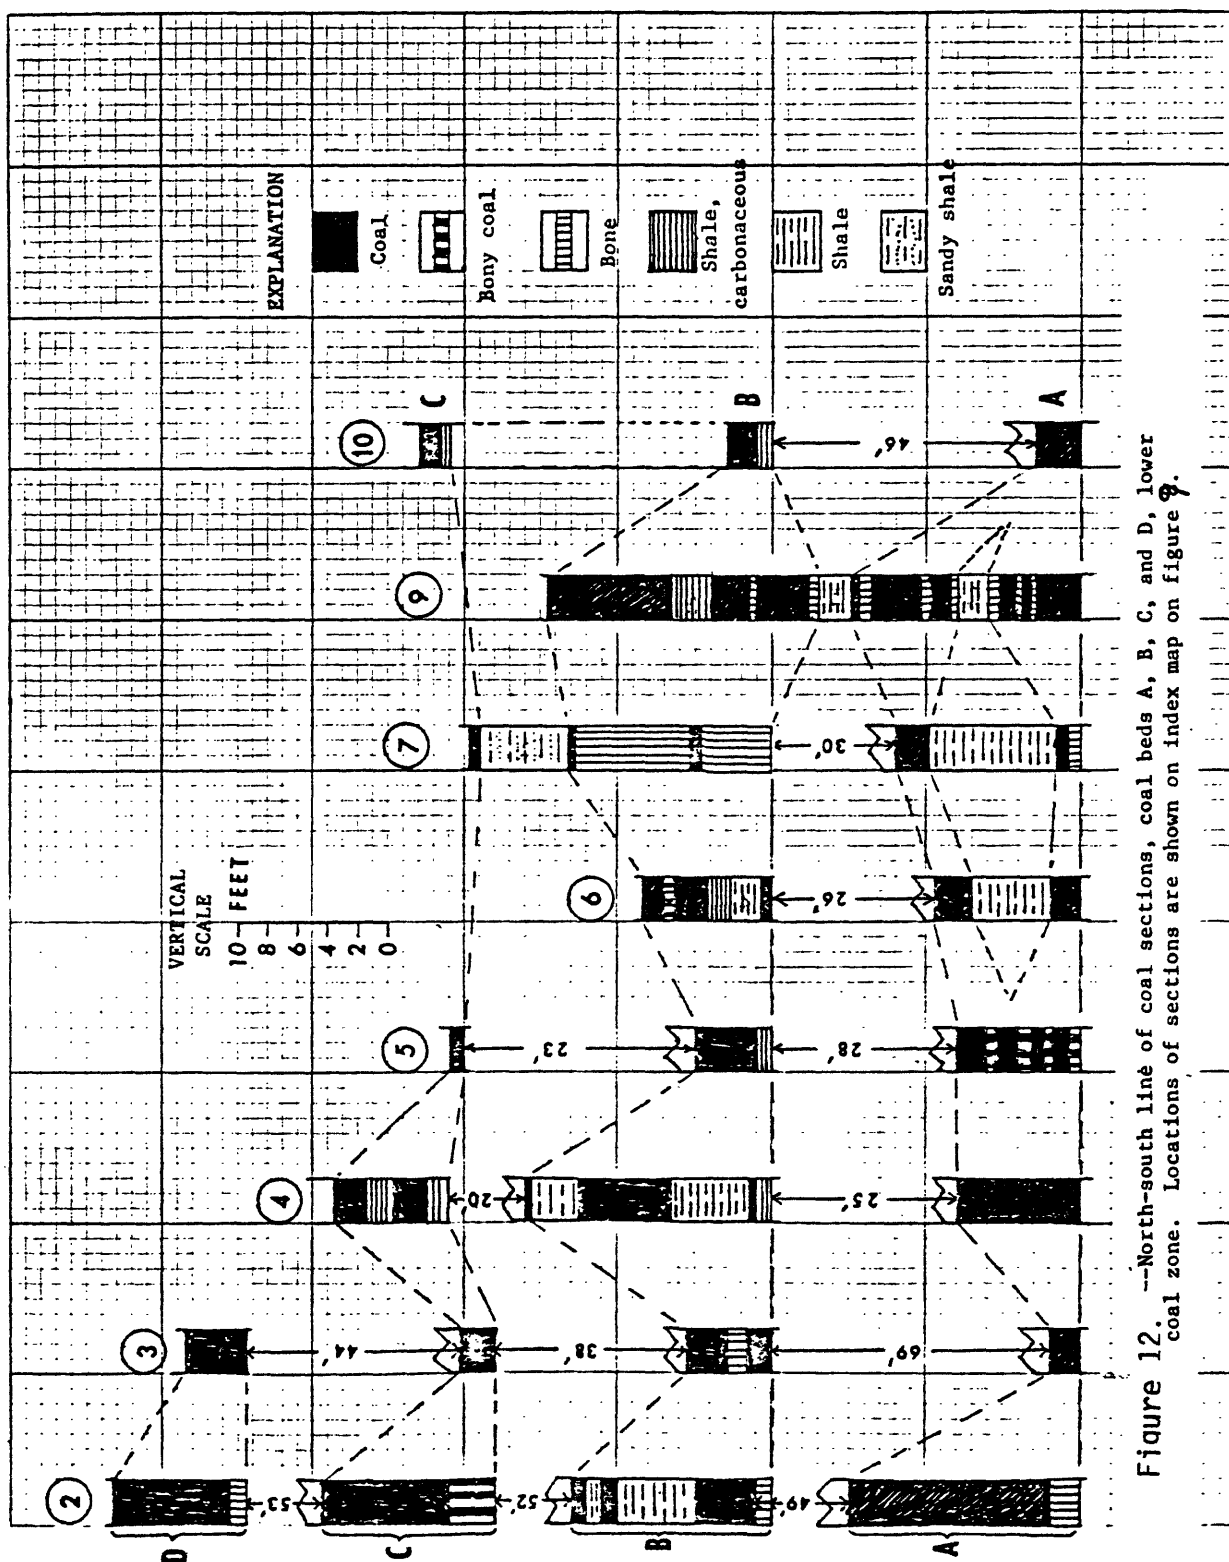 EXPLANATION
Coal
Bony coal
Bone
Shale,
carbonaceous
Shale
Sandy shale
VERTICAL
SCALE
10 FEET
8
6
4
2
0
2
3
4
5
6
7
9
10
D
C
B
A
C
B
A
53'
52'
49'
44'
38'
69'
20'
25'
23'
28'
26'
30'
46'
Figure 12. --North-south line of coal sections, coal beds A, B, C, and D, lower
coal zone. Locations of sections are shown on index map on figure